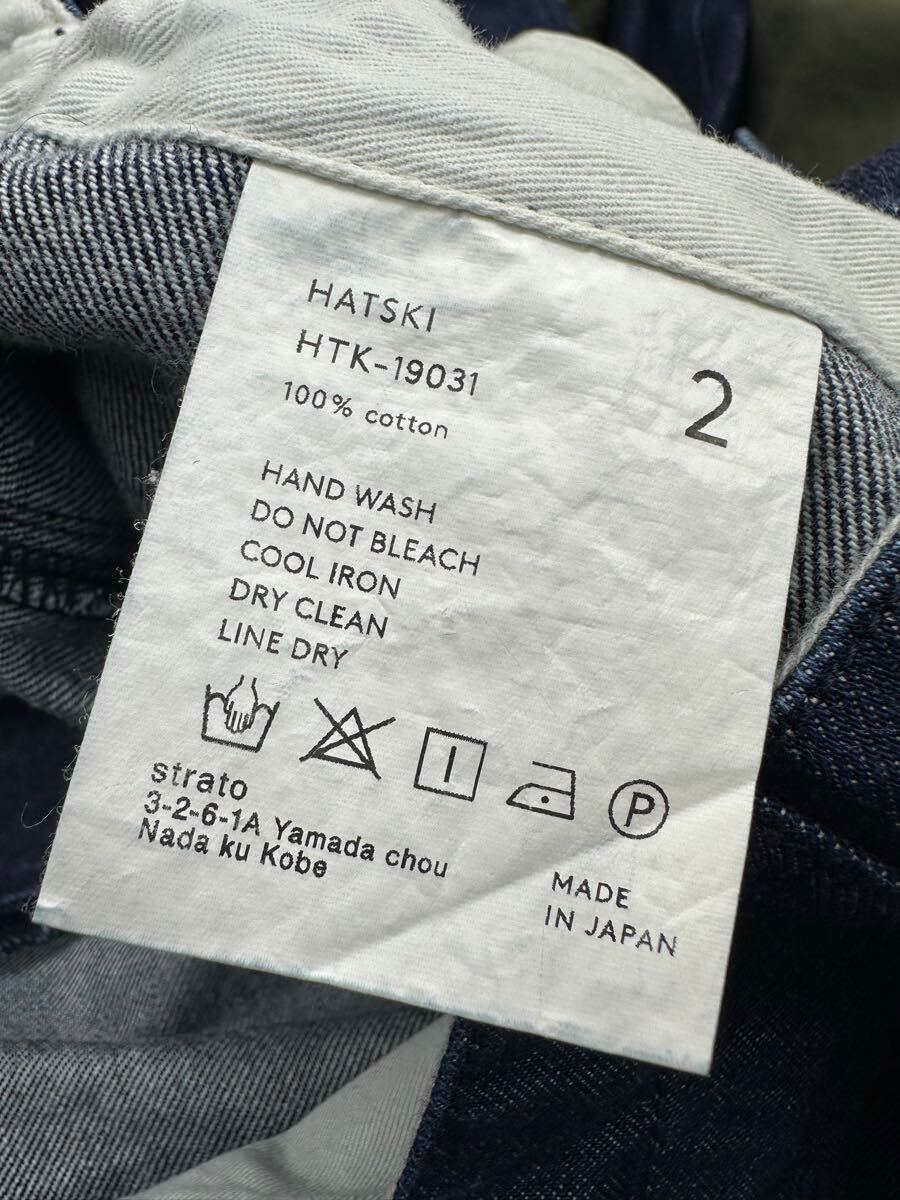 HATSKI
HTK-19031
100% cotton
2
HAND WASH
DO NOT BLEACH
COOL IRON
DRY CLEAN
LINE DRY
P
strato
3-2-6-1A Yamada chou
Nada ku Kobe
MADE
IN JAPAN